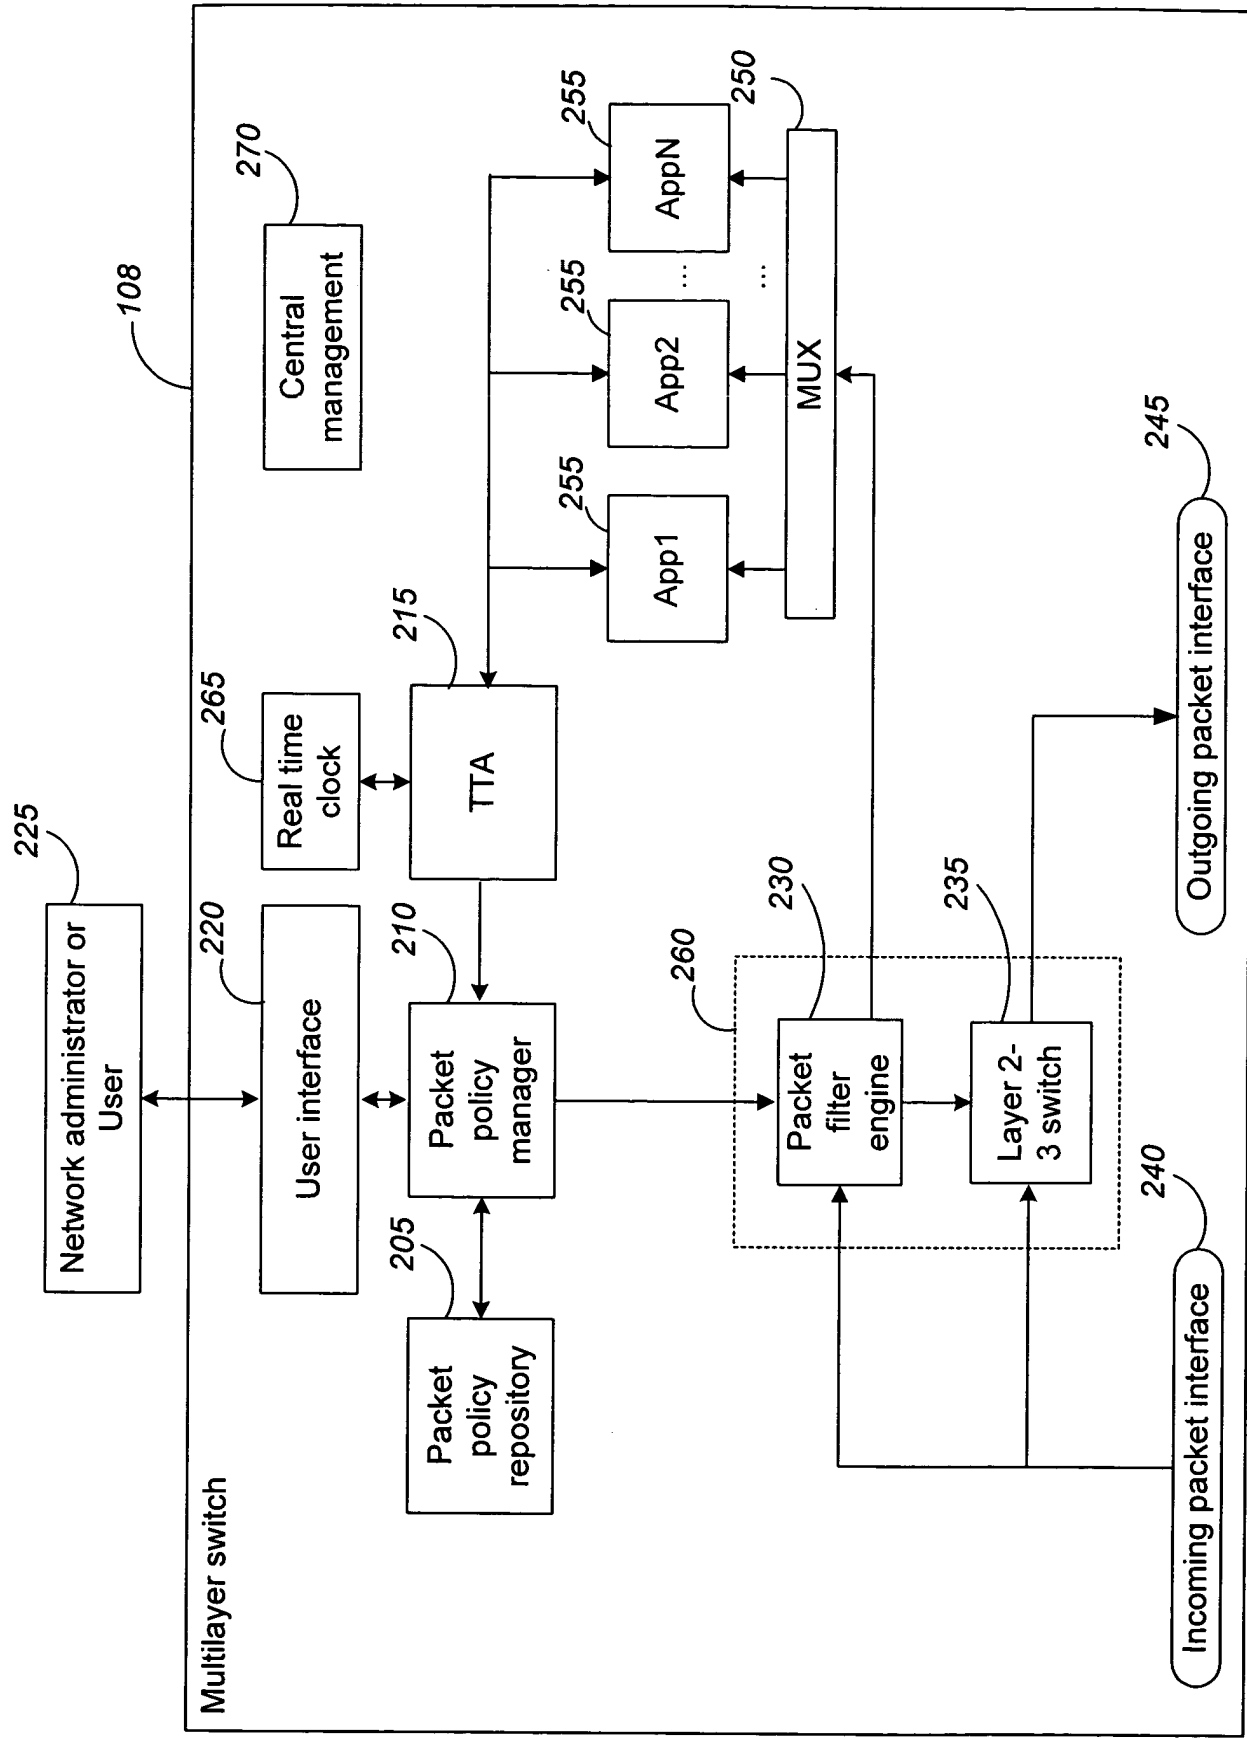 225
Network administrator or
User
Multilayer switch
108
220
User interface
265
Real time
clock
270
Central
management
205
Packet
policy
repository
210
Packet
policy
manager
215
TTA
255
App1
255
App2
...
255
AppN
...
MUX
250
260
230
Packet
filter
engine
235
Layer 2-
3 switch
240
Incoming packet interface
245
Outgoing packet interface